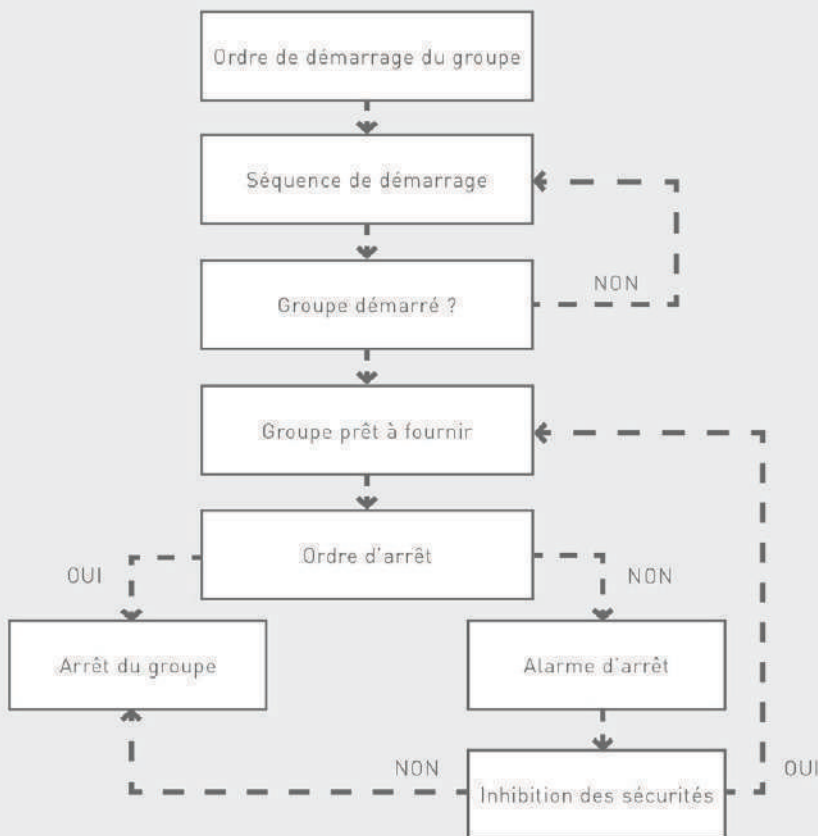 Ordre de démarrage du groupe
Séquence de démarrage
NON
Groupe démarré ?
Groupe prêt à fournir
Ordre d'arrêt
OUI
NON
Arrêt du groupe
Alarme d'arrêt
NON
OUI
Inhibition des sécurités